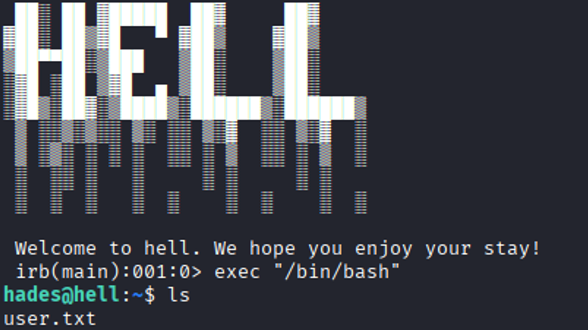 HELL
Welcome to hell. We hope you enjoy your stay!
irb(main):001:0> exec "/bin/bash"
hades@hell:~$ ls
user.txt